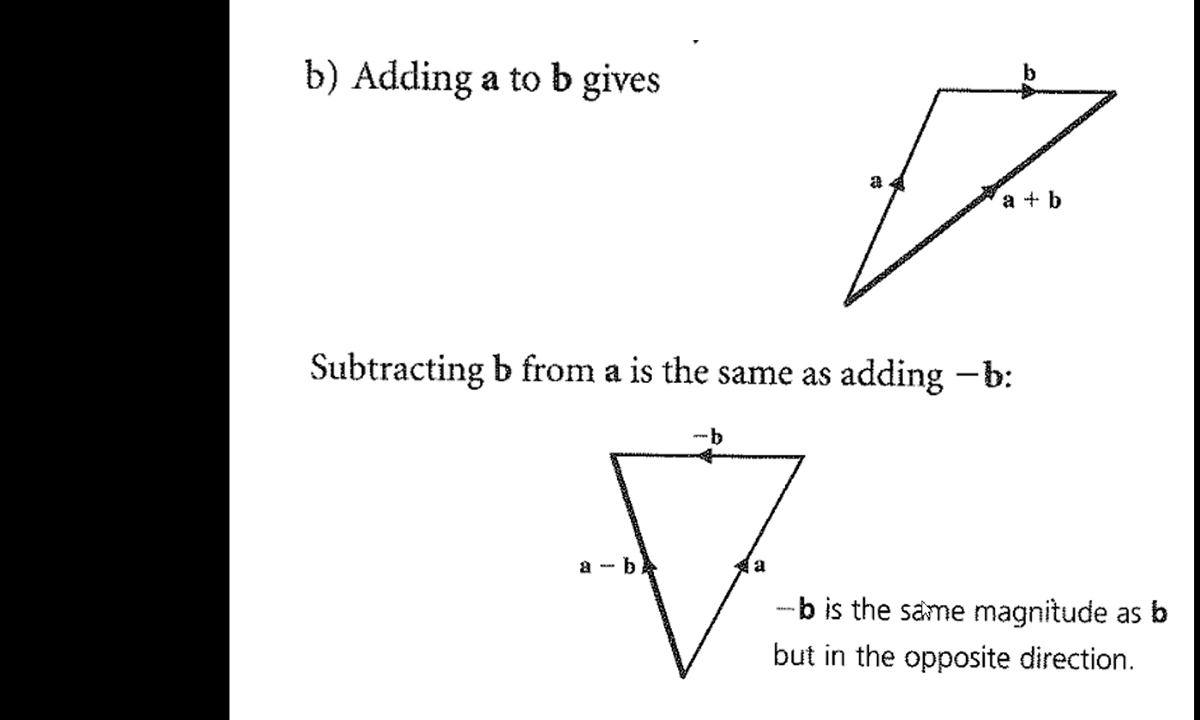 b) Adding a to b gives
b
a
a + b
Subtracting b from a is the same as adding −b:
−b
a − b
a
−b is the same magnitude as b
but in the opposite direction.